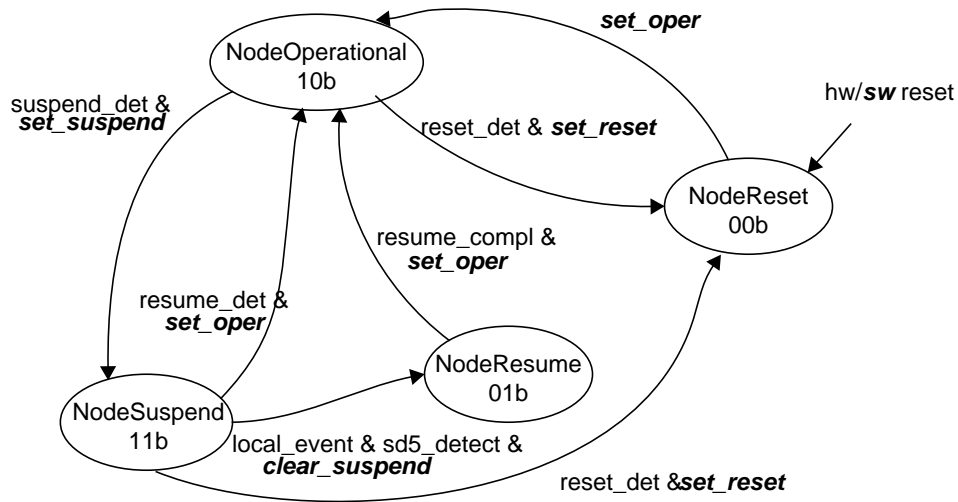 set_oper
NodeOperational
10b
suspend_det &
set_suspend
hw/sw reset
reset_det & set_reset
NodeReset
00b
resume_compl &
set_oper
resume_det &
set_oper
NodeResume
01b
NodeSuspend
11b
local_event & sd5_detect &
clear_suspend
reset_det &set_reset